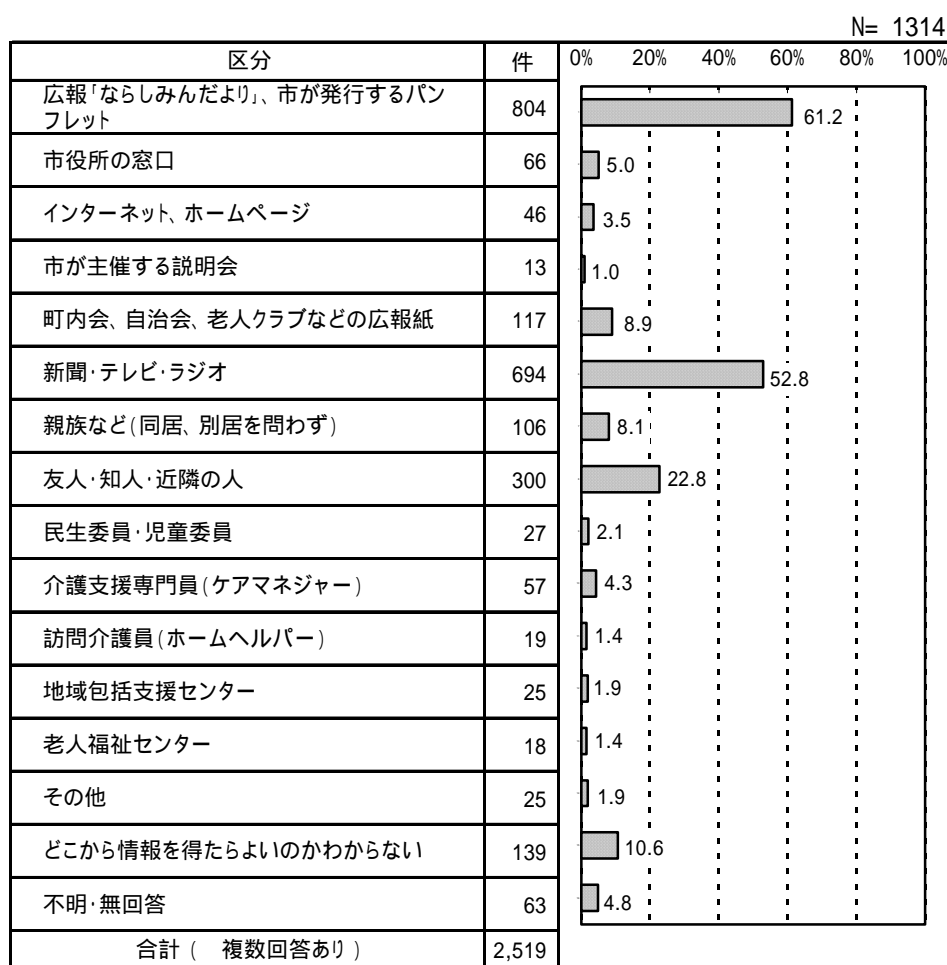 N= 1314
区分 件 0% 20% 40% 60% 80% 100%
広報「ならしみんだより」、市が発行するパン
フレット 804 61.2
市役所の窓口 66 5.0
インターネット、ホームページ 46 3.5
市が主催する説明会 13 1.0
町内会、自治会、老人クラブなどの広報紙 117 8.9
新聞・テレビ・ラジオ 694 52.8
親族など(同居、別居を問わず) 106 8.1
友人・知人・近隣の人 300 22.8
民生委員・児童委員 27 2.1
介護支援専門員(ケアマネジャー) 57 4.3
訪問介護員(ホームヘルパー) 19 1.4
地域包括支援センター 25 1.9
老人福祉センター 18 1.4
その他 25 1.9
どこから情報を得たらよいのかわからない 139 10.6
不明・無回答 63 4.8
合計( 複数回答あり) 2,519